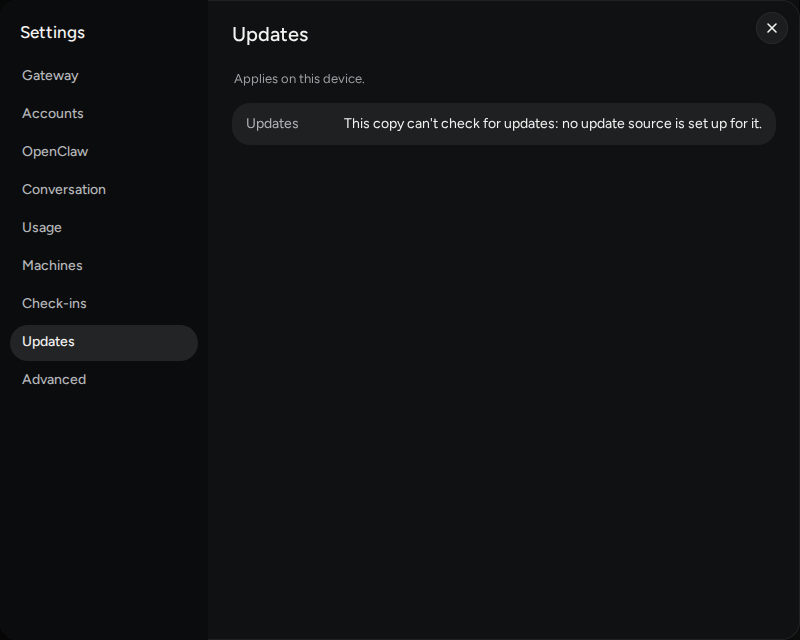 Settings
Gateway
Accounts
OpenClaw
Conversation
Usage
Machines
Check-ins
Updates
Advanced
Updates
Applies on this device.
Updates This copy can't check for updates: no update source is set up for it.